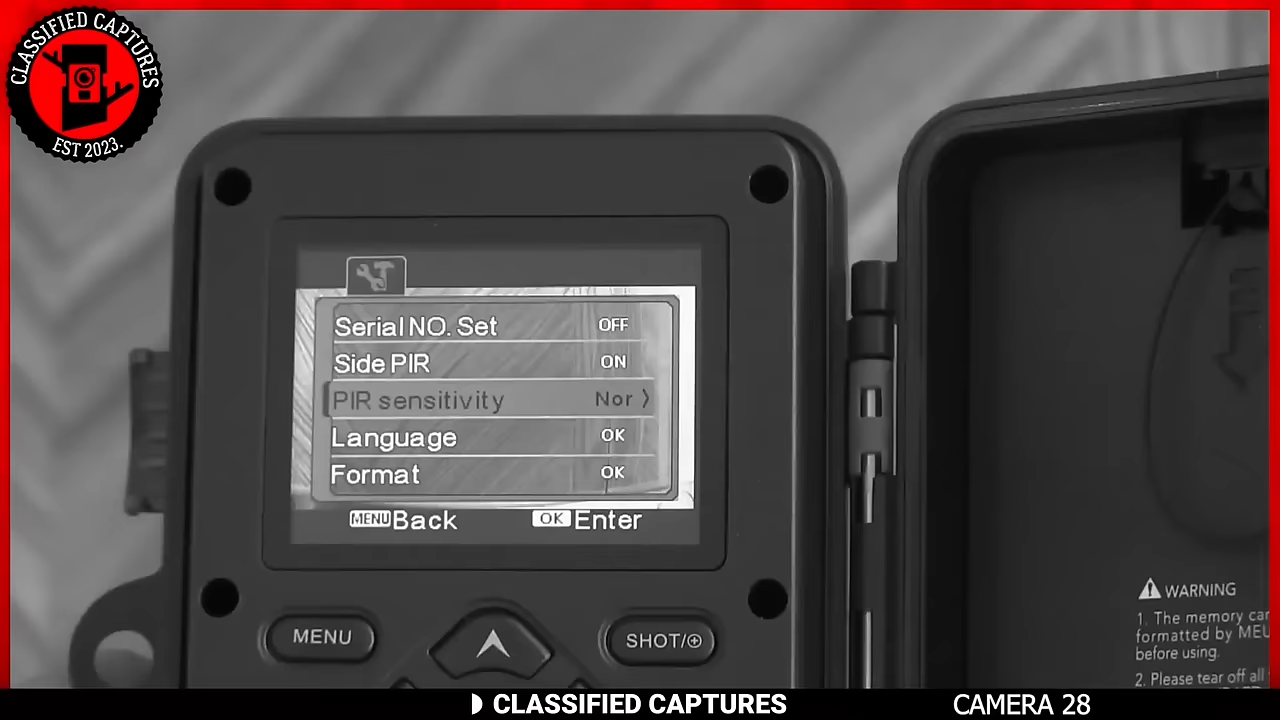 CLASSIFIED CAPTURES
EST 2023.
Serial NO. Set OFF
Side PIR ON
PIR sensitivity Nor >
Language OK
Format OK
MENU Back OK Enter
MENU
SHOT/⊕
WARNING
1. The memory
formatted by
before using.
2. Please tear off all
CLASSIFIED CAPTURES
CAMERA 28